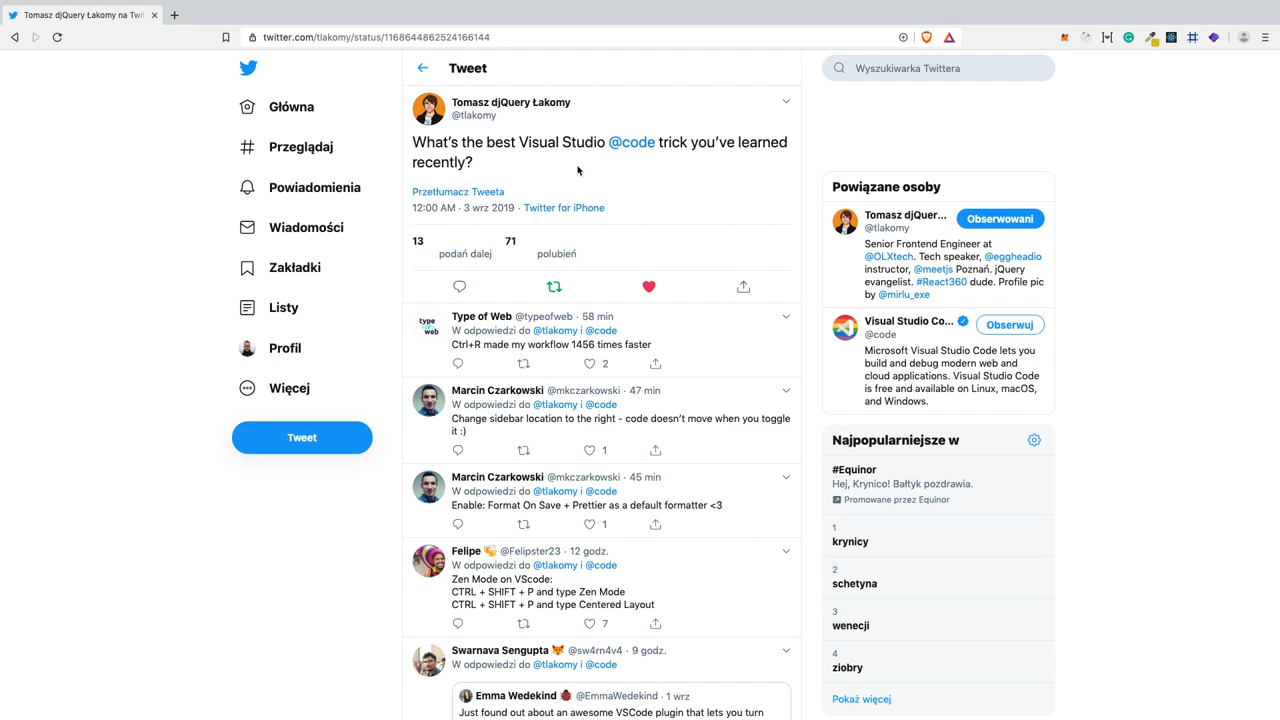 Tomasz djQuery Łakomy na Twi
twitter.com/tlakomy/status/1168644862524166144
Główna
Przeglądaj
Powiadomienia
Wiadomości
Zakładki
Listy
Profil
Więcej
Tweet
Tweet
Tomasz djQuery Łakomy
@tlakomy
What's the best Visual Studio @code trick you've learned
recently?
Przetłumacz Tweeta
12:00 AM · 3 wrz 2019 · Twitter for iPhone
13 podań dalej 71 polubień
type of web
Type of Web @typeofweb · 58 min
W odpowiedzi do @tlakomy i @code
Ctrl+R made my workflow 1456 times faster
2
Marcin Czarkowski @mkczarkowski · 47 min
W odpowiedzi do @tlakomy i @code
Change sidebar location to the right - code doesn't move when you toggle
it :)
1
Marcin Czarkowski @mkczarkowski · 45 min
W odpowiedzi do @tlakomy i @code
Enable: Format On Save + Prettier as a default formatter <3
1
Felipe @Felipster23 · 12 godz.
W odpowiedzi do @tlakomy i @code
Zen Mode on VScode:
CTRL + SHIFT + P and type Zen Mode
CTRL + SHIFT + P and type Centered Layout
7
Swarnava Sengupta @sw4rn4v4 · 9 godz.
W odpowiedzi do @tlakomy i @code
Emma Wedekind @EmmaWedekind · 1 wrz
Just found out about an awesome VSCode plugin that lets you turn
Wyszukiwarka Twittera
Powiązane osoby
Tomasz djQuer...
@tlakomy
Obserwowani
Senior Frontend Engineer at
@OLXtech. Tech speaker, @eggheadio
instructor, @meetjs Poznań. jQuery
evangelist. #React360 dude. Profile pic
by @mirlu_exe
Visual Studio Co...
@code
Obserwuj
Microsoft Visual Studio Code lets you
build and debug modern web and
cloud applications. Visual Studio Code
is free and available on Linux, macOS,
and Windows.
Najpopularniejsze w
#Equinor
Hej, Krynico! Bałtyk pozdrawia.
Promowane przez Equinor
1
krynicy
2
schetyna
3
wenecji
4
ziobry
Pokaż więcej